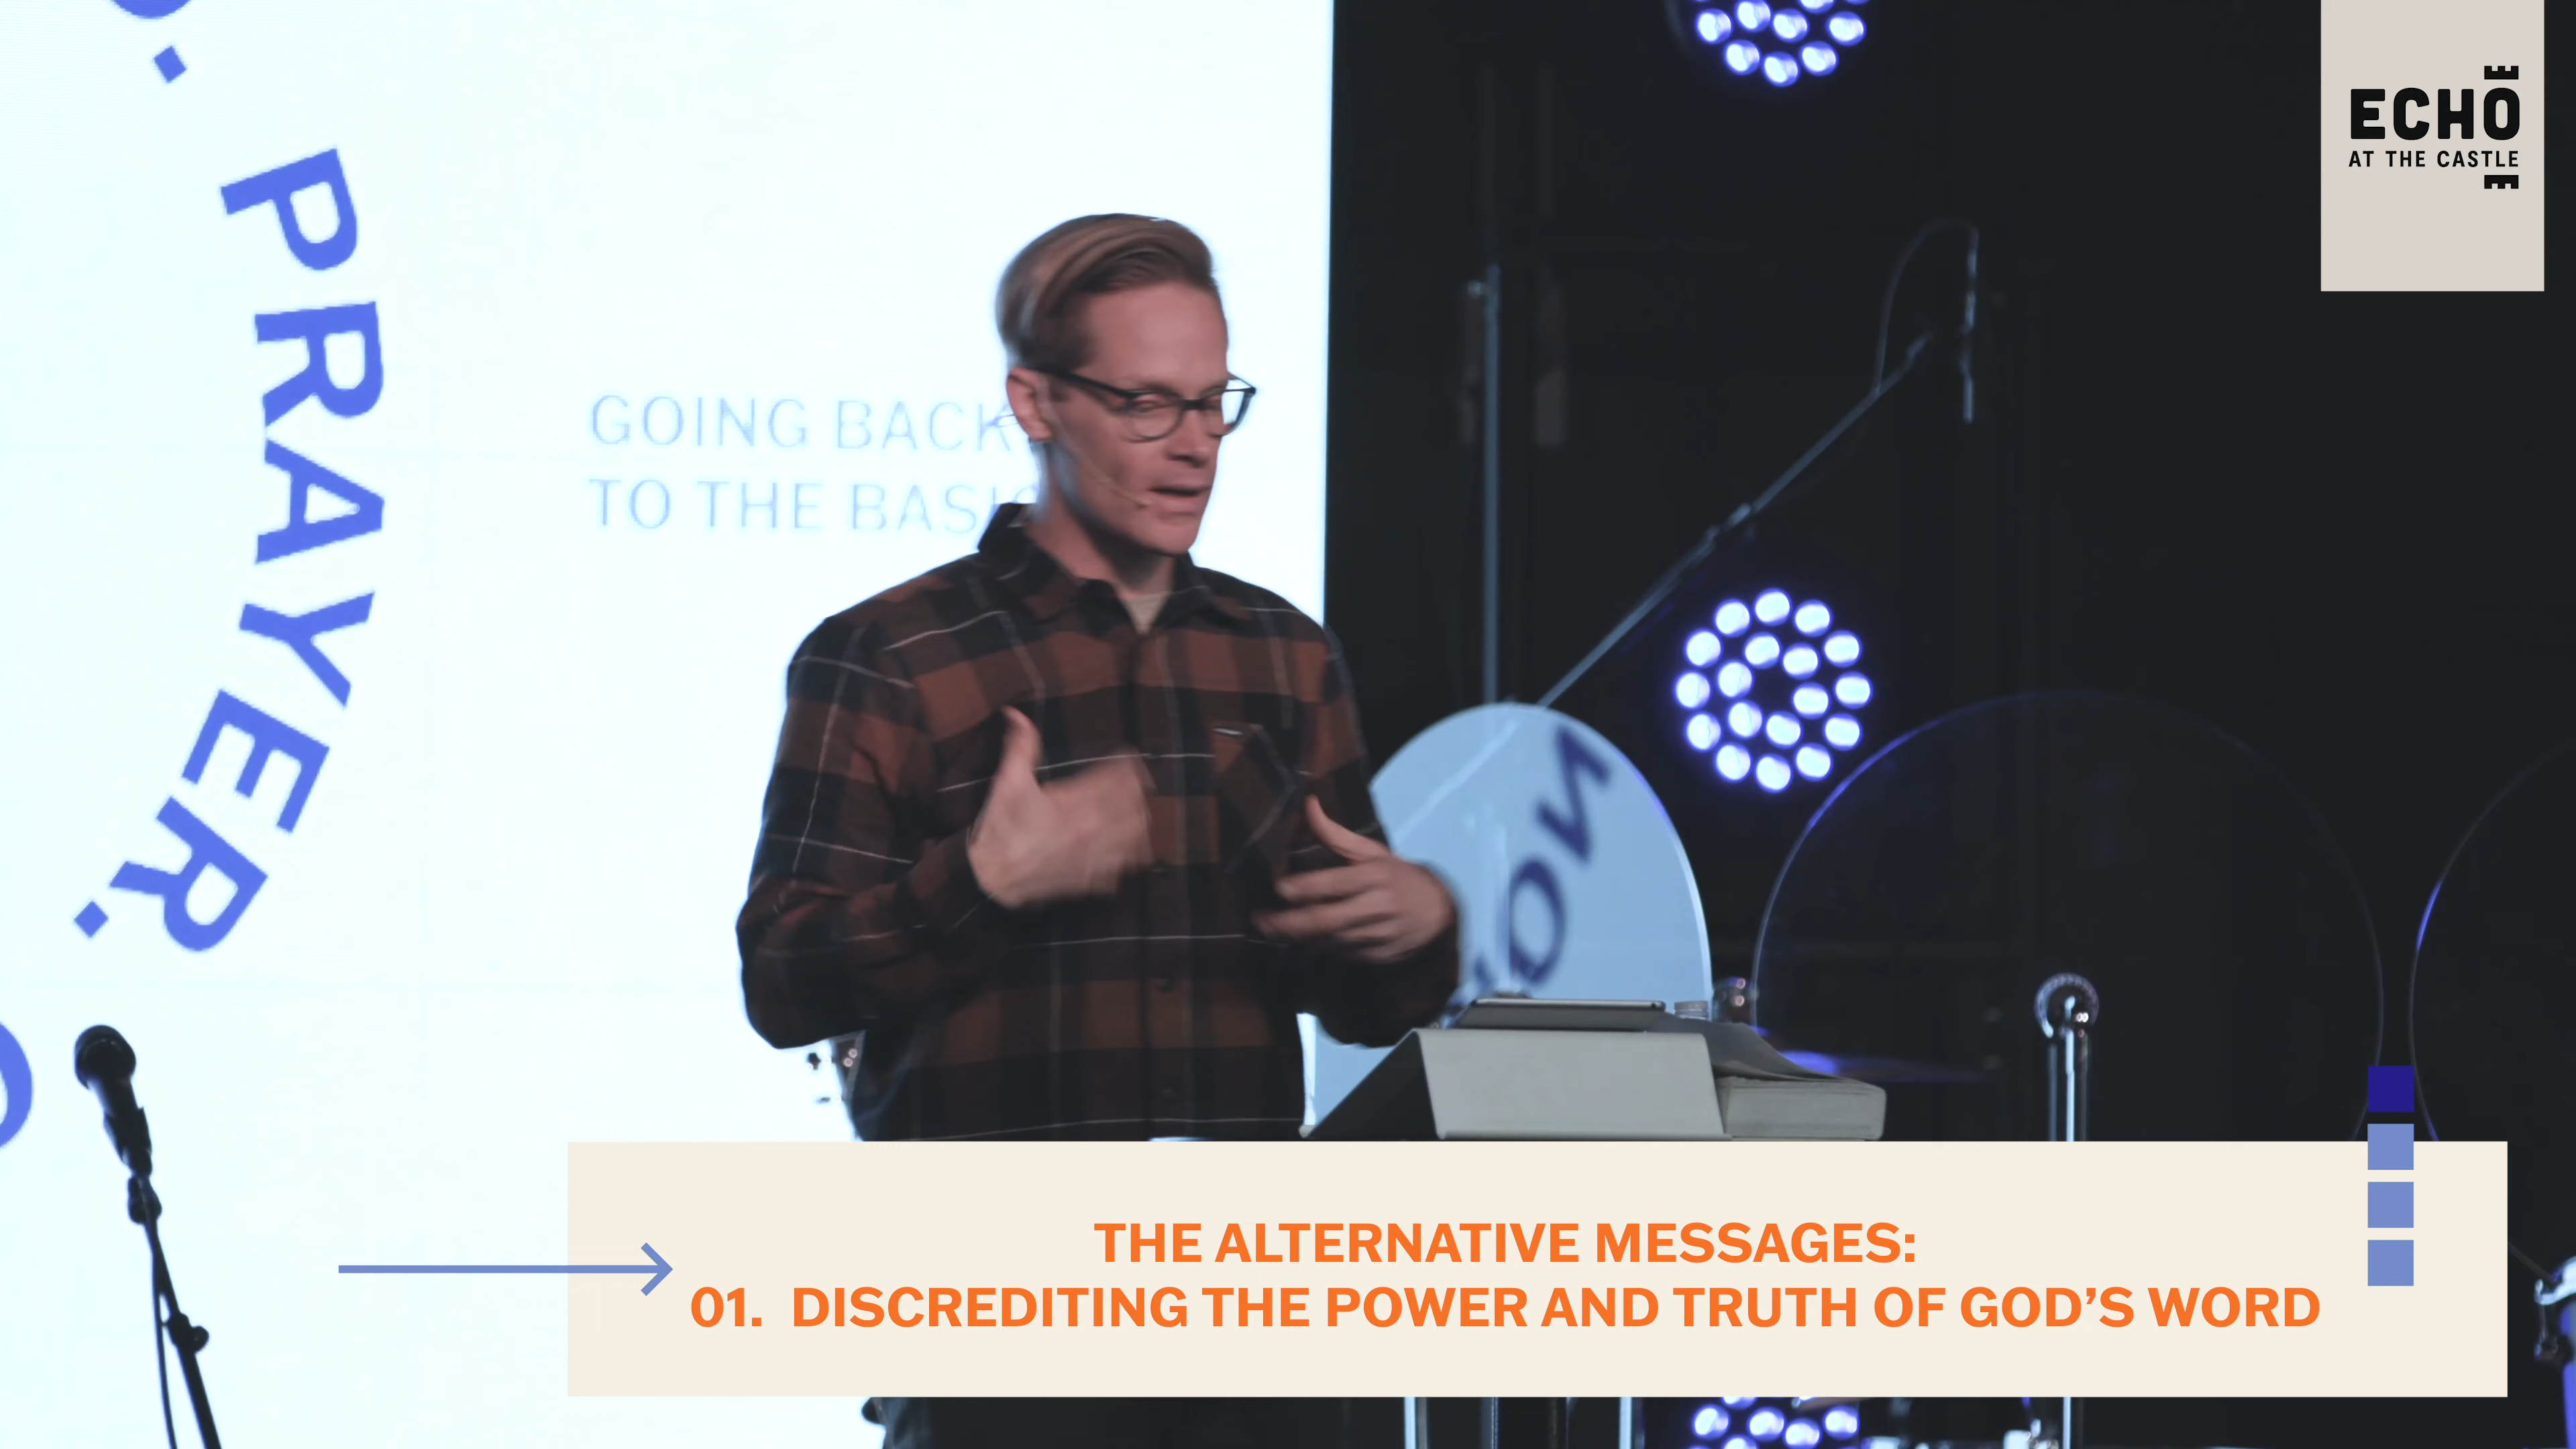 ECHO
AT THE CASTLE
PRAYER
GOING BACK
TO THE BASIC
THE ALTERNATIVE MESSAGES:
01. DISCREDITING THE POWER AND TRUTH OF GOD'S WORD